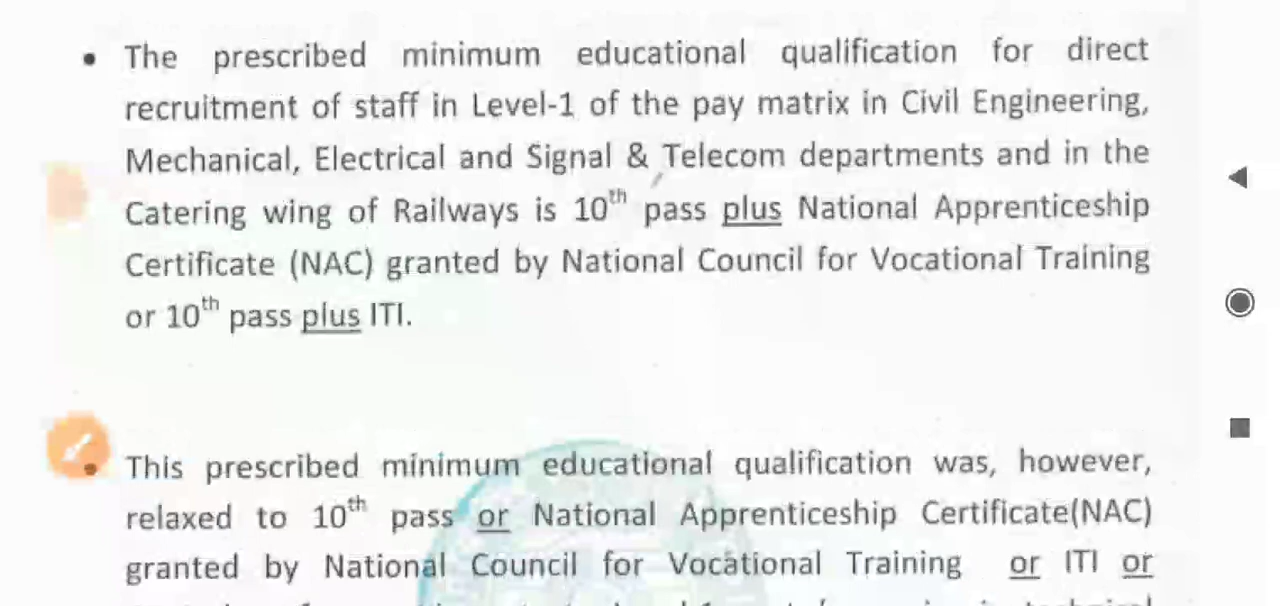 • The prescribed minimum educational qualification for direct
recruitment of staff in Level-1 of the pay matrix in Civil Engineering,
Mechanical, Electrical and Signal & Telecom departments and in the
Catering wing of Railways is 10th pass plus National Apprenticeship
Certificate (NAC) granted by National Council for Vocational Training
or 10th pass plus ITI.
• This prescribed minimum educational qualification was, however,
relaxed to 10th pass or National Apprenticeship Certificate(NAC)
granted by National Council for Vocational Training or ITI or